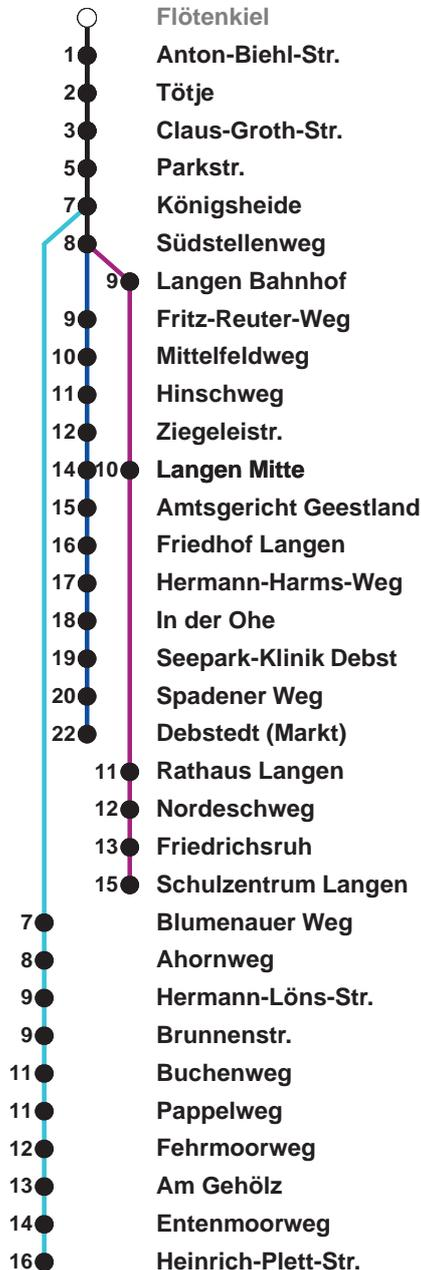 Flötenkiel
1 Anton-Biehl-Str.
2 Tötje
3 Claus-Groth-Str.
5 Parkstr.
7 Königsheide
8 Südstellenweg
9 Langen Bahnhof
9 Fritz-Reuter-Weg
10 Mittelfeldweg
11 Hinschweg
12 Ziegeleistr.
14 10 Langen Mitte
15 Amtsgericht Geestland
16 Friedhof Langen
17 Hermann-Harms-Weg
18 In der Ohe
19 Seepark-Klinik Debst
20 Spadener Weg
22 Debstedt (Markt)
11 Rathaus Langen
12 Nordeschweg
13 Friedrichsruh
15 Schulzentrum Langen
7 Blumenauer Weg
8 Ahornweg
9 Hermann-Löns-Str.
9 Brunnenstr.
11 Buchenweg
11 Pappelweg
12 Fehrmoorweg
13 Am Gehölz
14 Entenmoorweg
16 Heinrich-Plett-Str.